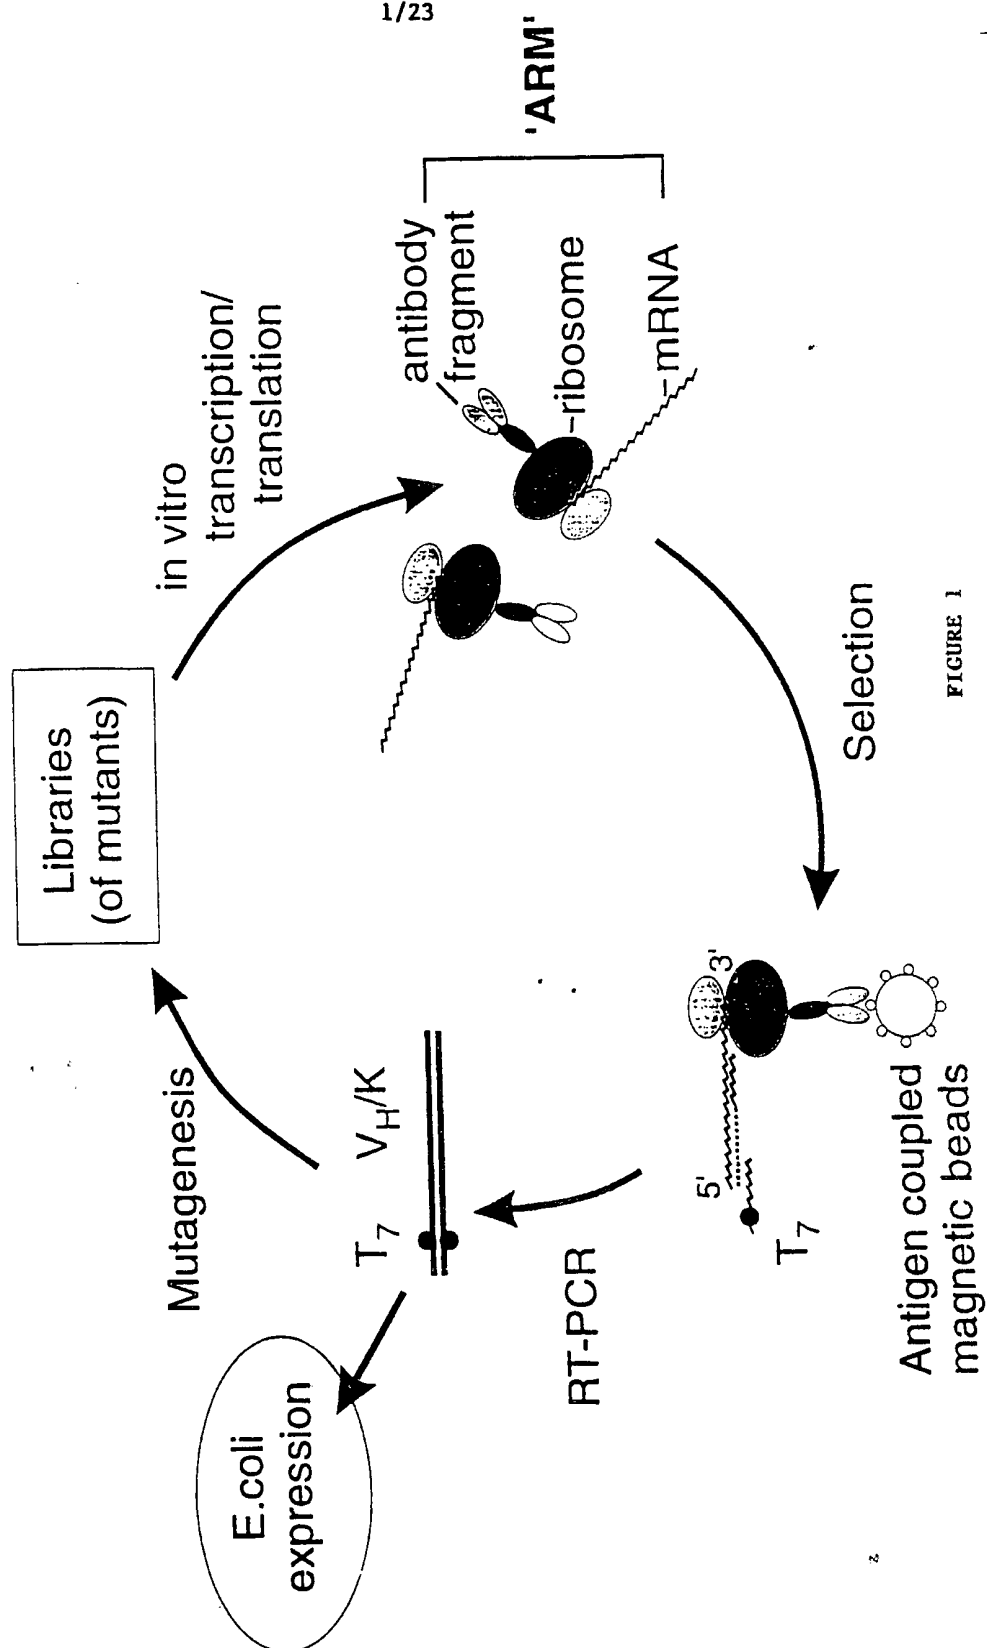 1/23
Libraries
(of mutants)
in vitro
transcription/
translation
antibody
fragment
ribosome
mRNA
'ARM'
Selection
Antigen coupled
magnetic beads
5'
3'
T7
RT-PCR
T7 VH/K
Mutagenesis
E.coli
expression
FIGURE 1